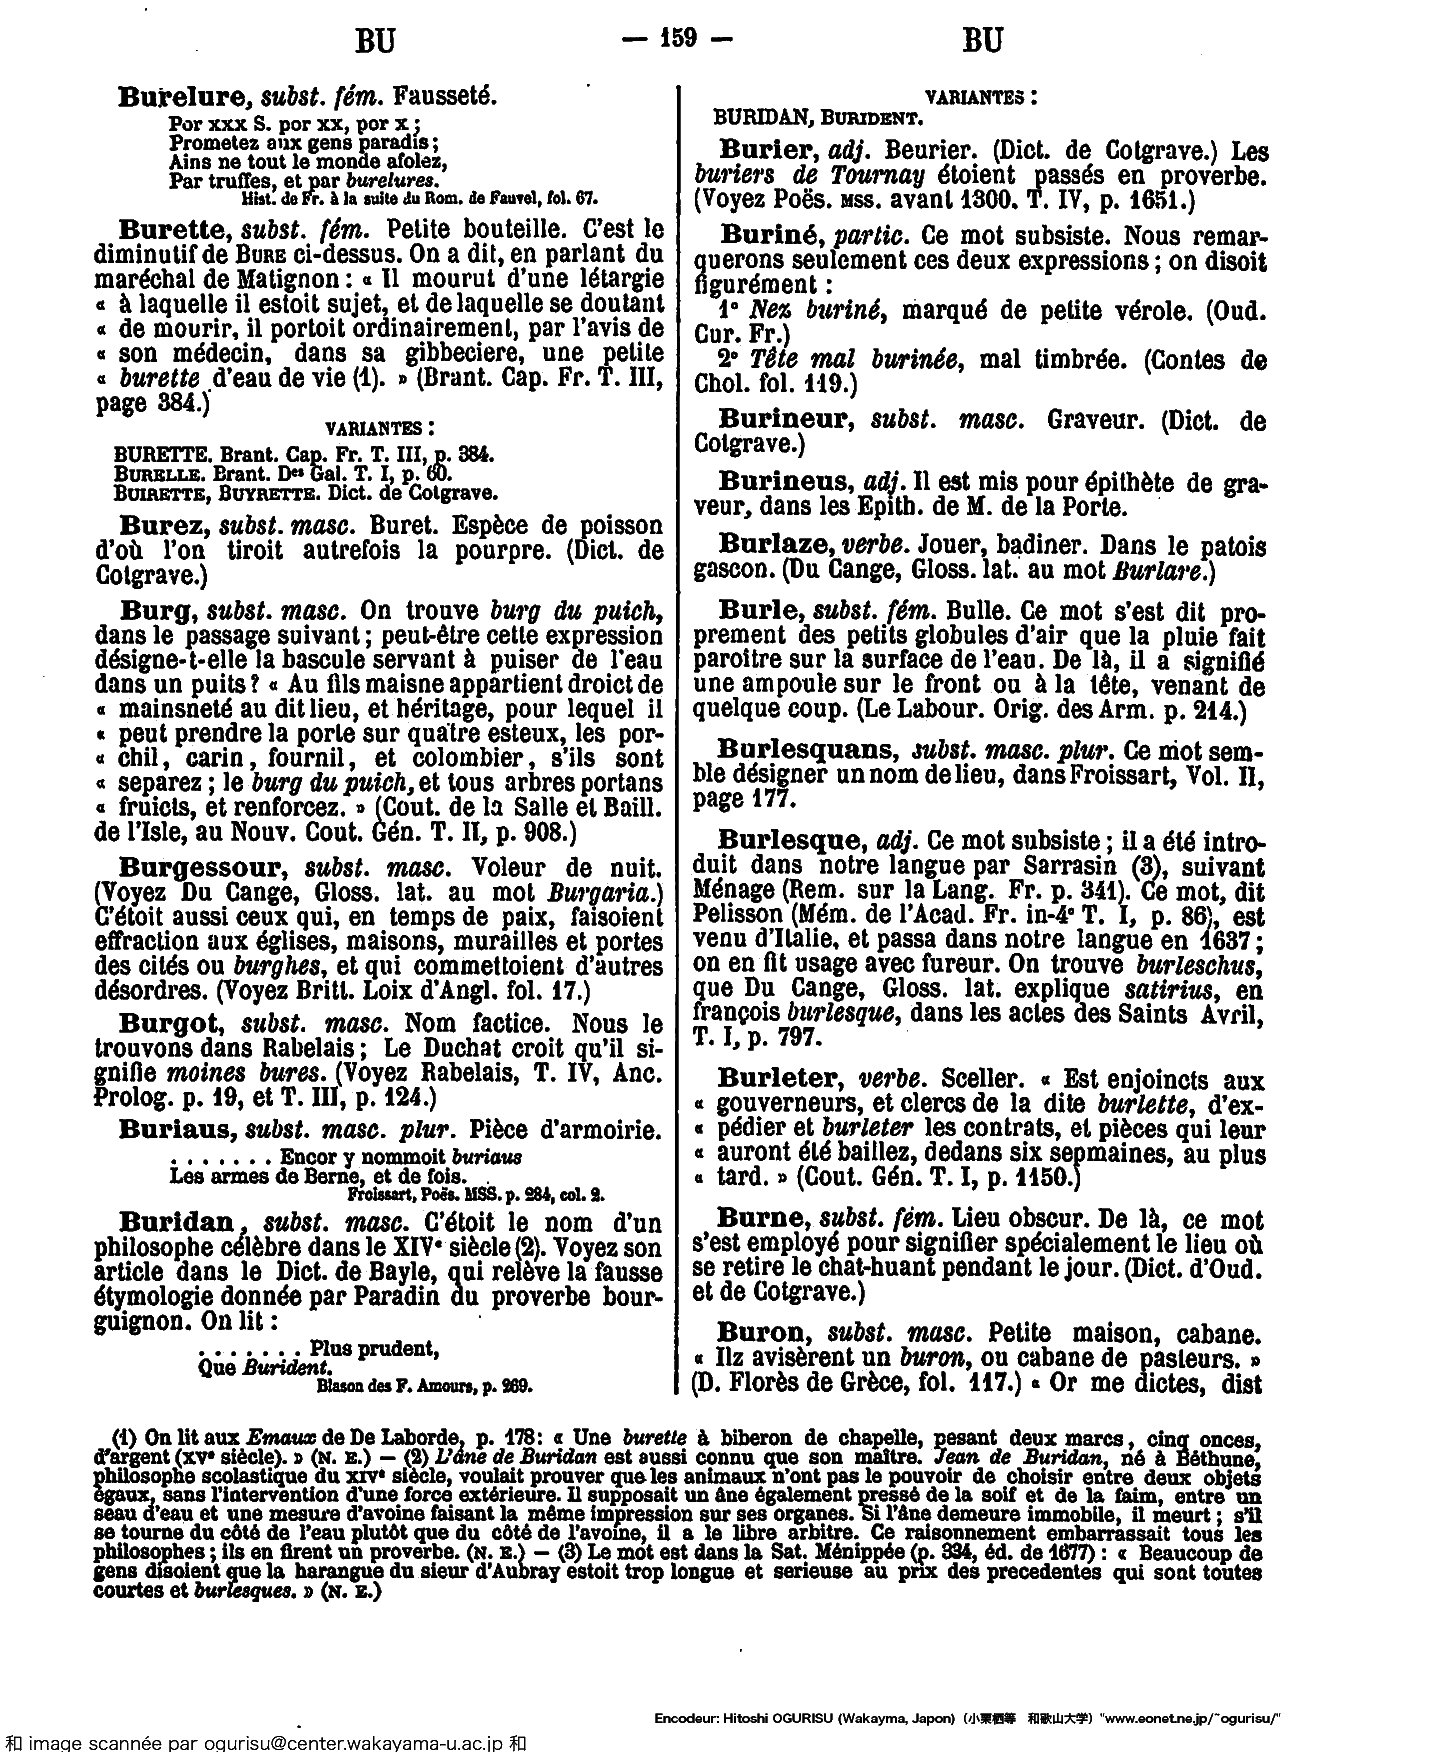 BU — 159 — BU
Burelure, subst. fém. Fausseté.
Por xxx S. por xx, por x ;
Prometez aux gens paradis ;
Ains ne tout le monde afolez,
Par truffes, et par burelures.
Hist. de Fr. à la suite du Rom. de Fauvel, fol. 67.
Burette, subst. fém. Petite bouteille. C'est le
diminutif de BURE ci-dessus. On a dit, en parlant du
maréchal de Matignon : « Il mourut d'une létargie
« à laquelle il estoit sujet, et de laquelle se doutant
« de mourir, il portoit ordinairement, par l'avis de
« son médecin, dans sa gibbeciere, une petite
« burette d'eau de vie (1). » (Brant. Cap. Fr. T. III,
page 384.)
VARIANTES :
BURETTE. Brant. Cap. Fr. T. III, p. 384.
BURELLE. Brant. Des Gal. T. I, p. 60.
BUIRETTE, BUYRETTE. Dict. de Cotgrave.
Burez, subst. masc. Buret. Espèce de poisson
d'où l'on tiroit autrefois la pourpre. (Dict. de
Cotgrave.)
Burg, subst. masc. On trouve burg du puich,
dans le passage suivant ; peut-être cette expression
désigne-t-elle la bascule servant à puiser de l'eau
dans un puits ? « Au fils maisne appartient droict de
« mainsneté au dit lieu, et héritage, pour lequel il
« peut prendre la porte sur quatre esteux, les por-
« chil, carin, fournil, et colombier, s'ils sont
« separez ; le burg du puich, et tous arbres portans
« fruicts, et renforcez. » (Cout. de la Salle et Baill.
de l'Isle, au Nouv. Cout. Gén. T. II, p. 908.)
Burgessour, subst. masc. Voleur de nuit.
(Voyez Du Cange, Gloss. lat. au mot Burgaria.)
C'étoit aussi ceux qui, en temps de paix, faisoient
effraction aux églises, maisons, murailles et portes
des cités ou burghes, et qui commettoient d'autres
désordres. (Voyez Britt. Loix d'Angl. fol. 17.)
Burgot, subst. masc. Nom factice. Nous le
trouvons dans Rabelais ; Le Duchat croit qu'il si-
gnifie moines bures. (Voyez Rabelais, T. IV, Anc.
Prolog. p. 19, et T. III, p. 124.)
Buriaus, subst. masc. plur. Pièce d'armoirie.
. . . . . . . Encor y nommoit buriaus
Les armes de Berne, et de fois.
Froissart, Poës. MSS. p. 284, col. 2.
Buridan, subst. masc. C'étoit le nom d'un
philosophe célèbre dans le XIVe siècle (2). Voyez son
article dans le Dict. de Bayle, qui relève la fausse
étymologie donnée par Paradin du proverbe bour-
guignon. On lit :
. . . . . . . Plus prudent,
Que Burident.
Blason des F. Amours, p. 269.
VARIANTES :
BURIDAN, BURIDENT.
Burier, adj. Beurier. (Dict. de Cotgrave.) Les
buriers de Tournay étoient passés en proverbe.
(Voyez Poës. MSS. avant 1300. T. IV, p. 1651.)
Buriné, partic. Ce mot subsiste. Nous remar-
querons seulement ces deux expressions ; on disoit
figurément :
1° Nez buriné, marqué de petite vérole. (Oud.
Cur. Fr.)
2° Tête mal burinée, mal timbrée. (Contes de
Chol. fol. 119.)
Burineur, subst. masc. Graveur. (Dict. de
Cotgrave.)
Burineus, adj. Il est mis pour épithète de gra-
veur, dans les Epith. de M. de la Porte.
Burlaze, verbe. Jouer, badiner. Dans le patois
gascon. (Du Cange, Gloss. lat. au mot Burlare.)
Burle, subst. fém. Bulle. Ce mot s'est dit pro-
prement des petits globules d'air que la pluie fait
paroître sur la surface de l'eau. De là, il a signifié
une ampoule sur le front ou à la tête, venant de
quelque coup. (Le Labour. Orig. des Arm. p. 214.)
Burlesquans, subst. masc. plur. Ce mot sem-
ble désigner un nom de lieu, dans Froissart, Vol. II,
page 177.
Burlesque, adj. Ce mot subsiste ; il a été intro-
duit dans notre langue par Sarrasin (3), suivant
Ménage (Rem. sur la Lang. Fr. p. 341). Ce mot, dit
Pelisson (Mém. de l'Acad. Fr. in-4° T. I, p. 86), est
venu d'Italie, et passa dans notre langue en 1637 ;
on en fit usage avec fureur. On trouve burleschus,
que Du Cange, Gloss. lat. explique satirius, en
françois burlesque, dans les actes des Saints Avril,
T. I, p. 797.
Burleter, verbe. Sceller. « Est enjoincts aux
« gouverneurs, et clercs de la dite burlette, d'ex-
« pédier et burleter les contrats, et pièces qui leur
« auront été baillez, dedans six sepmaines, au plus
« tard. » (Cout. Gén. T. I, p. 1150.)
Burne, subst. fém. Lieu obscur. De là, ce mot
s'est employé pour signifier spécialement le lieu où
se retire le chat-huant pendant le jour. (Dict. d'Oud.
et de Cotgrave.)
Buron, subst. masc. Petite maison, cabane.
« Ilz avisèrent un buron, ou cabane de pasteurs. »
(D. Florès de Grèce, fol. 117.) « Or me dictes, dist
(1) On lit aux Emaux de De Laborde, p. 178 : « Une burette à biberon de chapelle, pesant deux marcs, cinq onces,
d'argent (XVe siècle). » (N. E.) — (2) L'âne de Buridan est aussi connu que son maître. Jean de Buridan, né à Béthune,
philosophe scolastique du XIVe siècle, voulait prouver que les animaux n'ont pas le pouvoir de choisir entre deux objets
égaux, sans l'intervention d'une force extérieure. Il supposait un âne également pressé de la soif et de la faim, entre un
seau d'eau et une mesure d'avoine faisant la même impression sur ses organes. Si l'âne demeure immobile, il meurt ; s'il
se tourne du côté de l'eau plutôt que du côté de l'avoine, il a le libre arbitre. Ce raisonnement embarrassait tous les
philosophes ; ils en firent un proverbe. (N. E.) — (3) Le mot est dans la Sat. Ménippée (p. 334, éd. de 1677) : « Beaucoup de
gens disoient que la harangue du sieur d'Aubray estoit trop longue et serieuse au prix des precedentes qui sont toutes
courtes et burlesques. » (N. E.)
Encodeur: Hitoshi OGURISU (Wakayma, Japon) (小栗栖等 和歌山大学) "www.eonet.ne.jp/~ogurisu/"
和 image scannée par ogurisu@center.wakayama-u.ac.jp 和